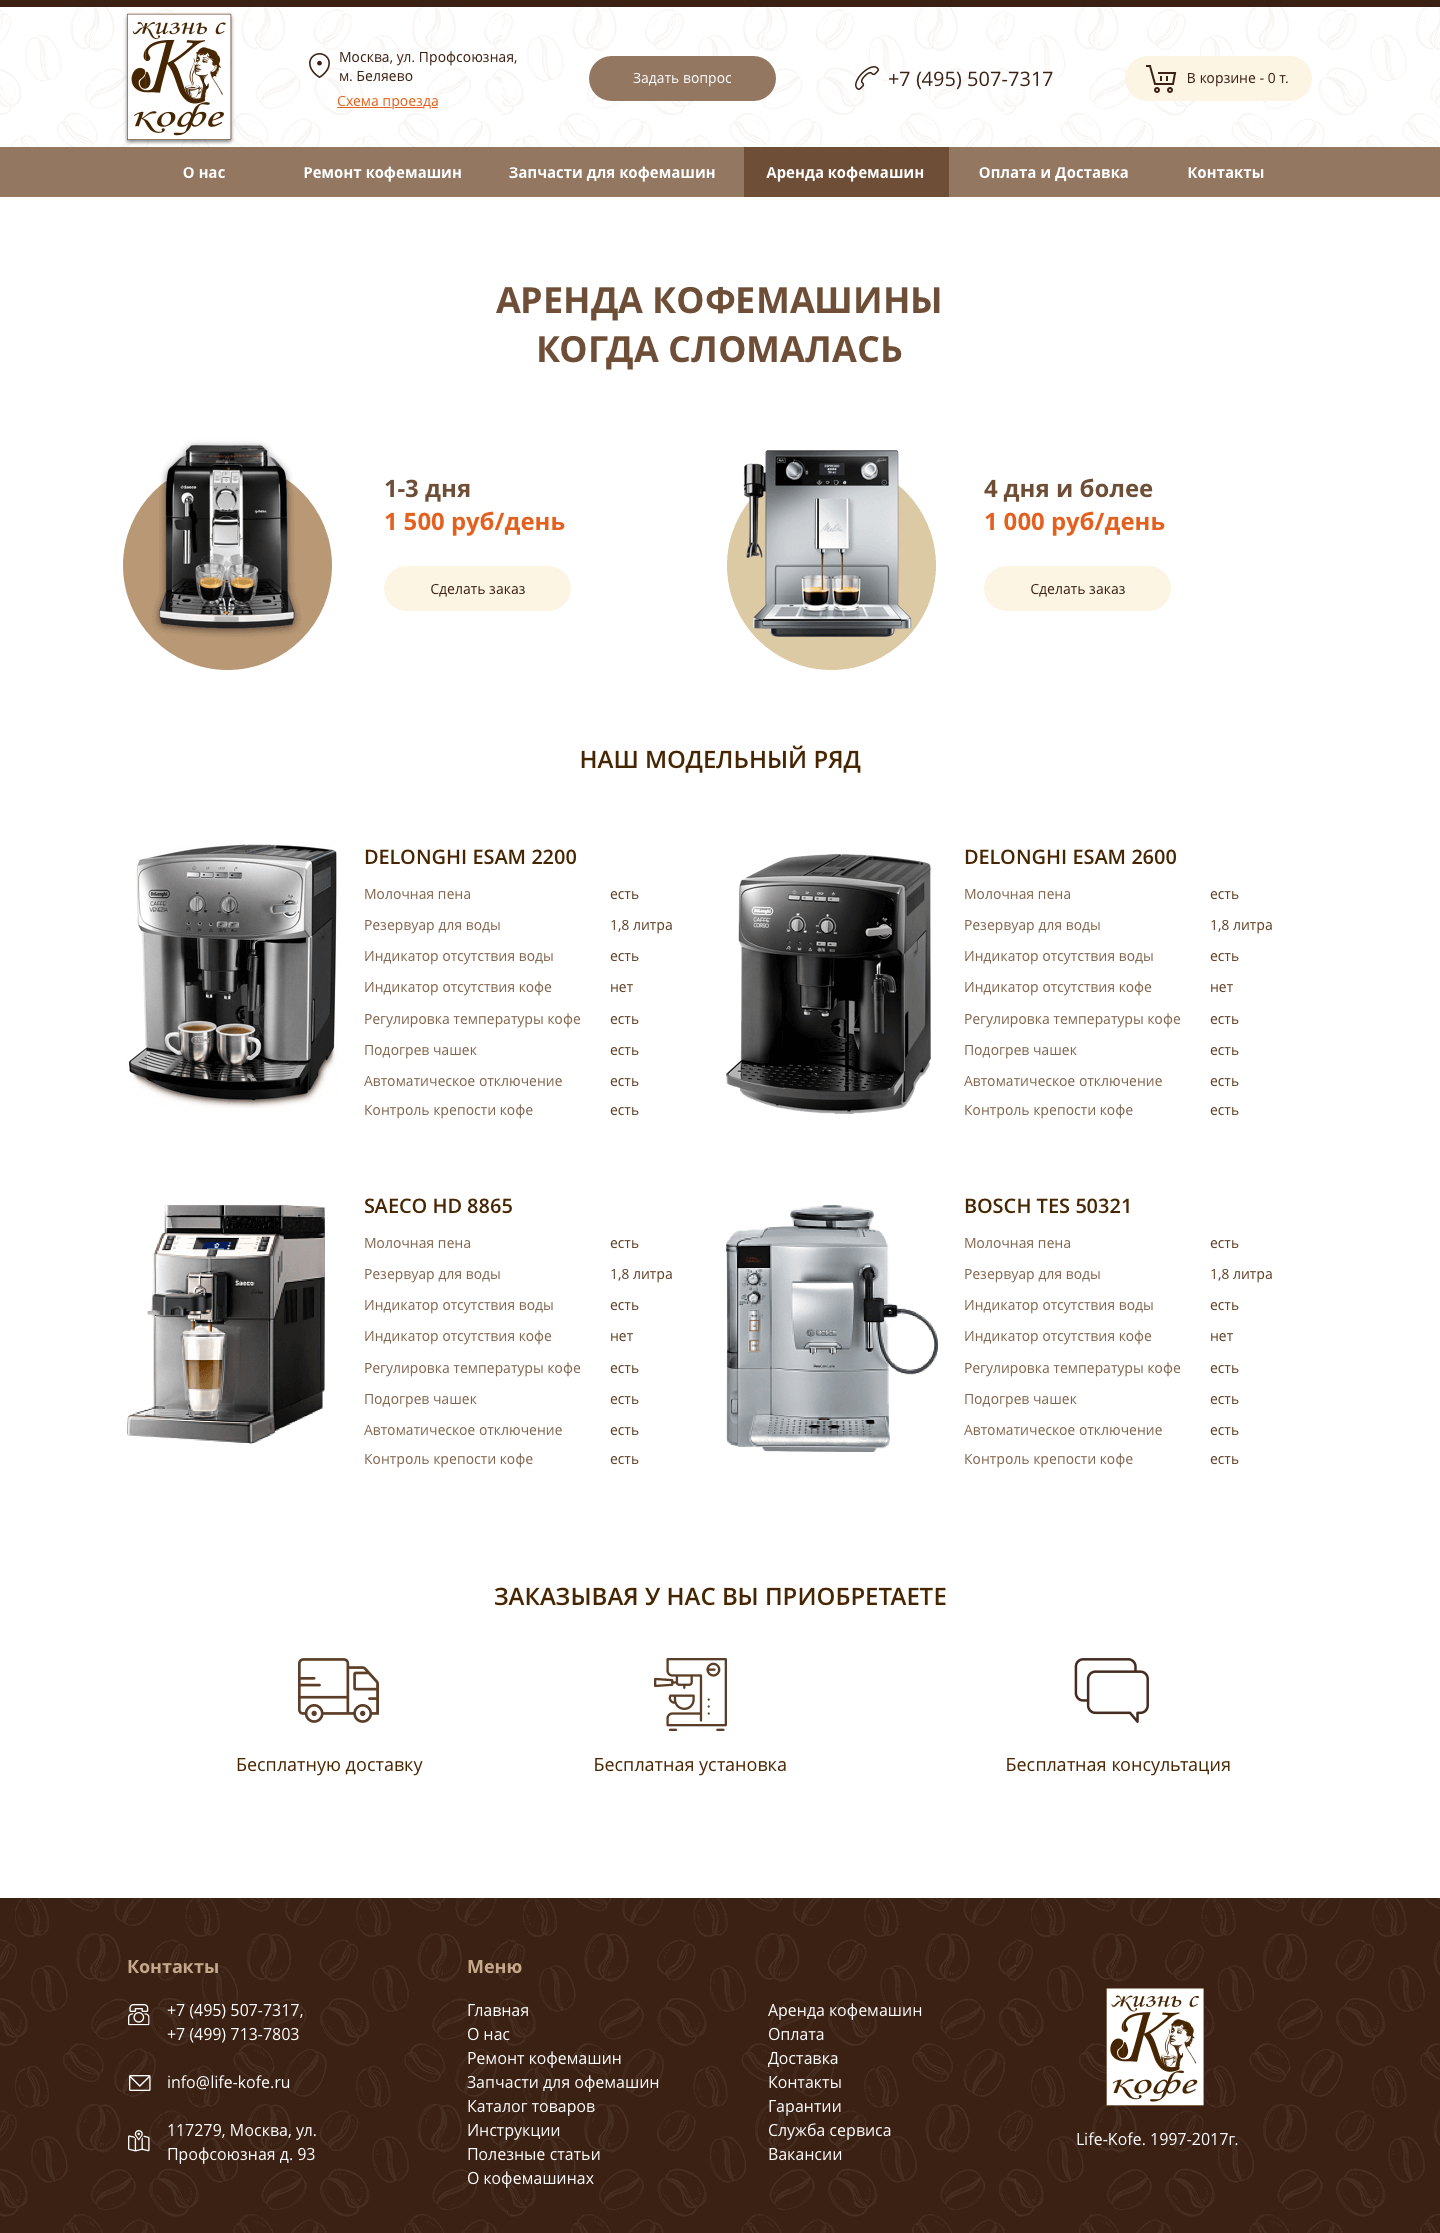 жизнь с
К
кофе
Москва, ул. Профсоюзная,
м. Беляево
Схема проезда
Задать вопрос
+7 (495) 507-7317
В корзине - 0 т.
О нас
Ремонт кофемашин
Запчасти для кофемашин
Аренда кофемашин
Оплата и Доставка
Контакты
АРЕНДА КОФЕМАШИНЫ
КОГДА СЛОМАЛАСЬ
Saeco
1-3 дня
1 500 руб/день
Сделать заказ
4 дня и более
1 000 руб/день
Сделать заказ
НАШ МОДЕЛЬНЫЙ РЯД
DeLonghi
CAFFE
VENEZIA
DELONGHI ESAM 2200
Молочная пена есть
Резервуар для воды 1,8 литра
Индикатор отсутствия воды есть
Индикатор отсутствия кофе нет
Регулировка температуры кофе есть
Подогрев чашек есть
Автоматическое отключение есть
Контроль крепости кофе есть
DeLonghi
CAFFE
CORSO
DELONGHI ESAM 2600
Молочная пена есть
Резервуар для воды 1,8 литра
Индикатор отсутствия воды есть
Индикатор отсутствия кофе нет
Регулировка температуры кофе есть
Подогрев чашек есть
Автоматическое отключение есть
Контроль крепости кофе есть
Saeco
SAECO HD 8865
Молочная пена есть
Резервуар для воды 1,8 литра
Индикатор отсутствия воды есть
Индикатор отсутствия кофе нет
Регулировка температуры кофе есть
Подогрев чашек есть
Автоматическое отключение есть
Контроль крепости кофе есть
BOSCH
BOSCH TES 50321
Молочная пена есть
Резервуар для воды 1,8 литра
Индикатор отсутствия воды есть
Индикатор отсутствия кофе нет
Регулировка температуры кофе есть
Подогрев чашек есть
Автоматическое отключение есть
Контроль крепости кофе есть
ЗАКАЗЫВАЯ У НАС ВЫ ПРИОБРЕТАЕТЕ
Бесплатную доставку
Бесплатная установка
Бесплатная консультация
Контакты
+7 (495) 507-7317,
+7 (499) 713-7803
info@life-kofe.ru
117279, Москва, ул.
Профсоюзная д. 93
Меню
Главная
О нас
Ремонт кофемашин
Запчасти для офемашин
Каталог товаров
Инструкции
Полезные статьи
О кофемашинах
Аренда кофемашин
Оплата
Доставка
Контакты
Гарантии
Служба сервиса
Вакансии
жизнь с
К
кофе
Life-Kofe. 1997-2017г.